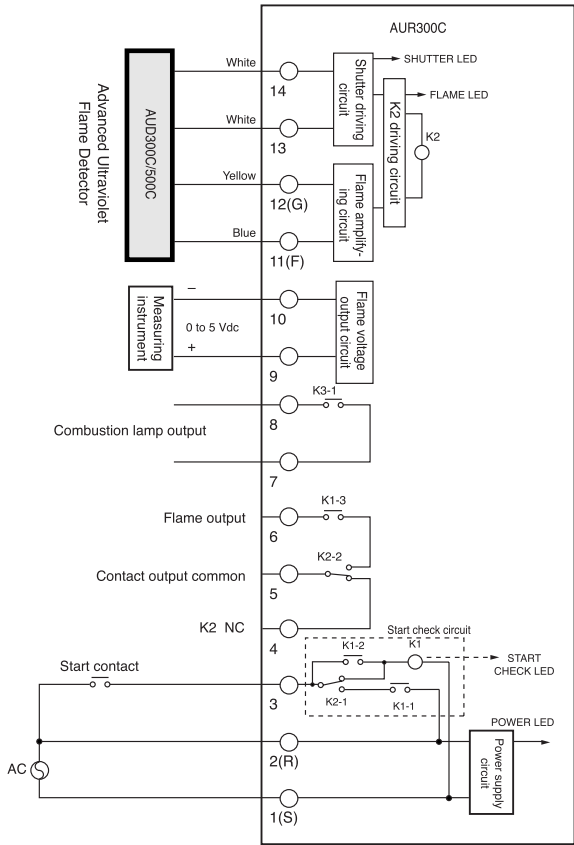 AUR300C
White
14
Shutter driving
circuit
SHUTTER LED
FLAME LED
K2 driving circuit
K2
White
13
Advanced Ultraviolet
Flame Detector
AUD300C/500C
Yellow
12(G)
Flame amplify-
ing circuit
Blue
11(F)
Measuring
instrument
−
10
0 to 5 Vdc
+
9
Flame voltage
output circuit
K3-1
8
Combustion lamp output
7
K1-3
Flame output
6
K2-2
Contact output common
5
K2 NC
4
Start check circuit
K1-2
K1
START
CHECK LED
Start contact
3
K2-1
K1-1
POWER LED
2(R)
Power supply
circuit
AC
1(S)